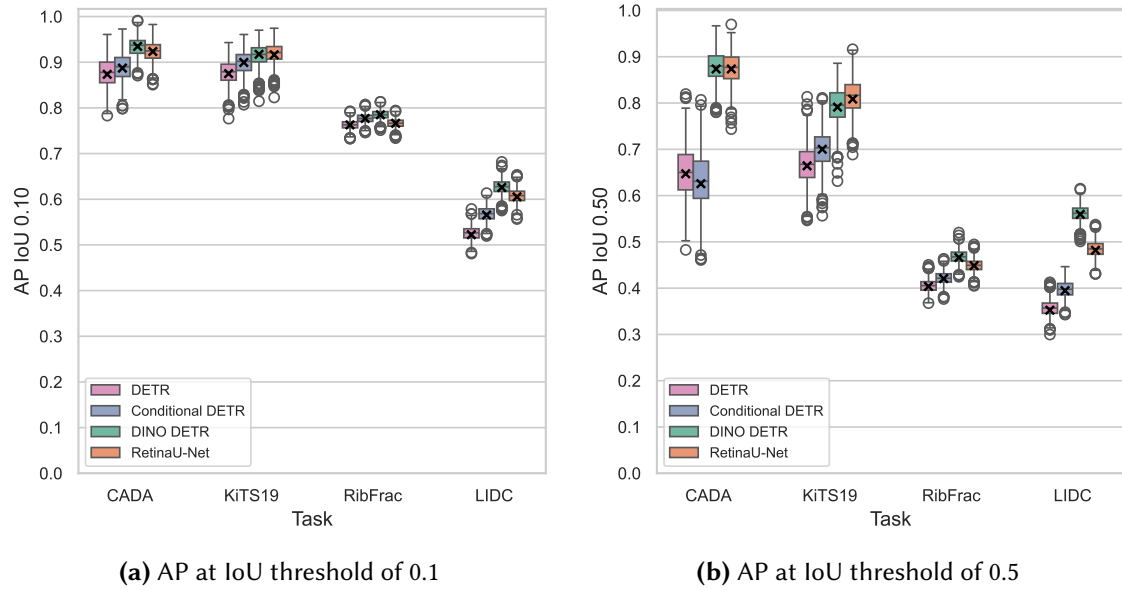 1.0
0.9
0.8
0.7
0.6
0.5
0.4
0.3
0.2
0.1
0.0
AP IoU 0.10
DETR
Conditional DETR
DINO DETR
RetinaU-Net
CADA
KiTS19
RibFrac
LIDC
Task
(a) AP at IoU threshold of 0.1
1.0
0.9
0.8
0.7
0.6
0.5
0.4
0.3
0.2
0.1
0.0
AP IoU 0.50
DETR
Conditional DETR
DINO DETR
RetinaU-Net
CADA
KiTS19
RibFrac
LIDC
Task
(b) AP at IoU threshold of 0.5